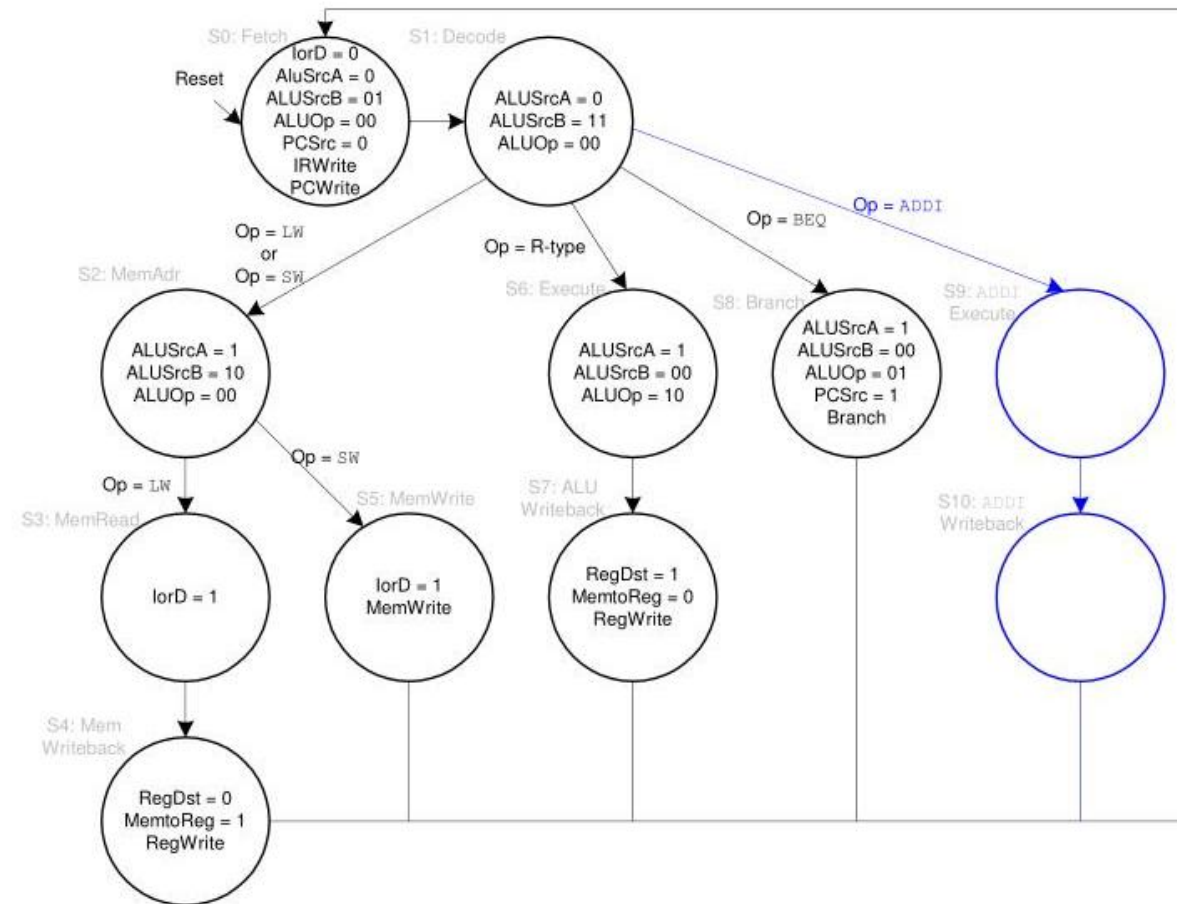 S0: Fetch
IorD = 0
AluSrcA = 0
ALUSrcB = 01
ALUOp = 00
PCSrc = 0
IRWrite
PCWrite
Reset
S1: Decode
ALUSrcA = 0
ALUSrcB = 11
ALUOp = 00
Op = LW
or
Op = SW
Op = R-type
Op = BEQ
Op = ADDI
S2: MemAdr
ALUSrcA = 1
ALUSrcB = 10
ALUOp = 00
S6: Execute
ALUSrcA = 1
ALUSrcB = 00
ALUOp = 10
S8: Branch
ALUSrcA = 1
ALUSrcB = 00
ALUOp = 01
PCSrc = 1
Branch
S9: ADDI
Execute
Op = LW
Op = SW
S3: MemRead
IorD = 1
S5: MemWrite
IorD = 1
MemWrite
S7: ALU
Writeback
RegDst = 1
MemtoReg = 0
RegWrite
S10: ADDI
Writeback
S4: Mem
Writeback
RegDst = 0
MemtoReg = 1
RegWrite